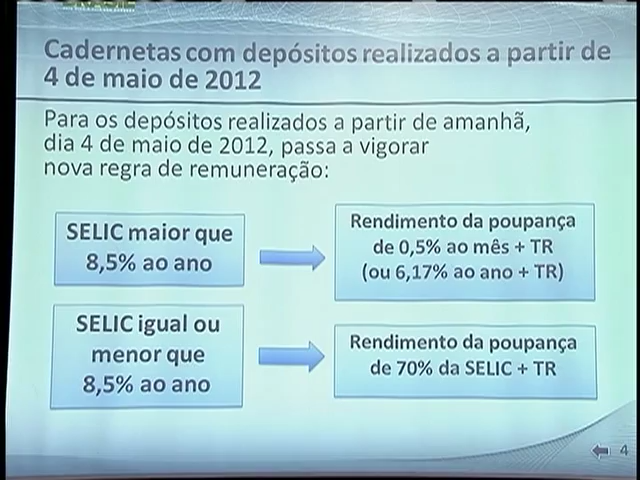 Cadernetas com depósitos realizados a partir de
4 de maio de 2012
Para os depósitos realizados a partir de amanhã,
dia 4 de maio de 2012, passa a vigorar
nova regra de remuneração:
SELIC maior que
8,5% ao ano
Rendimento da poupança
de 0,5% ao mês + TR
(ou 6,17% ao ano + TR)
SELIC igual ou
menor que
8,5% ao ano
Rendimento da poupança
de 70% da SELIC + TR
4